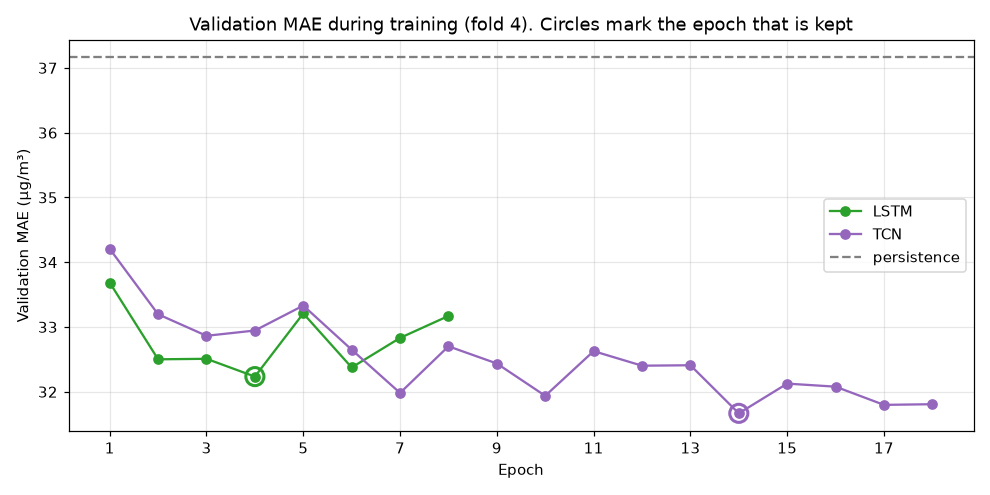 Validation MAE during training (fold 4). Circles mark the epoch that is kept
Validation MAE (µg/m³)
37
36
35
34
33
32
LSTM
TCN
persistence
1 3 5 7 9 11 13 15 17
Epoch